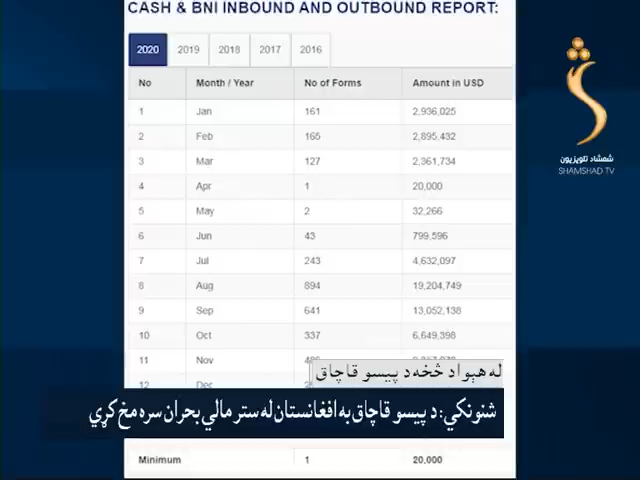 CASH & BNI INBOUND AND OUTBOUND REPORT:
2020 2019 2018 2017 2016
No Month / Year No of Forms Amount in USD
1 Jan 161 2,936,025
2 Feb 165 2,895,432
3 Mar 127 2,361,734
4 Apr 1 20,000
5 May 2 32,266
6 Jun 43 799,596
7 Jul 243 4,632,097
8 Aug 894 19,204,749
9 Sep 641 13,052,138
10 Oct 337 6,649,398
11 Nov
12 Dec
Minimum 1 20,000
شمشاد تلویزیون
SHAMSHAD TV
له هېواد څخه د پیسو قاچاق
شنونکي: د پیسو قاچاق به افغانستان له ستر مالي بحران سره مخ کړي